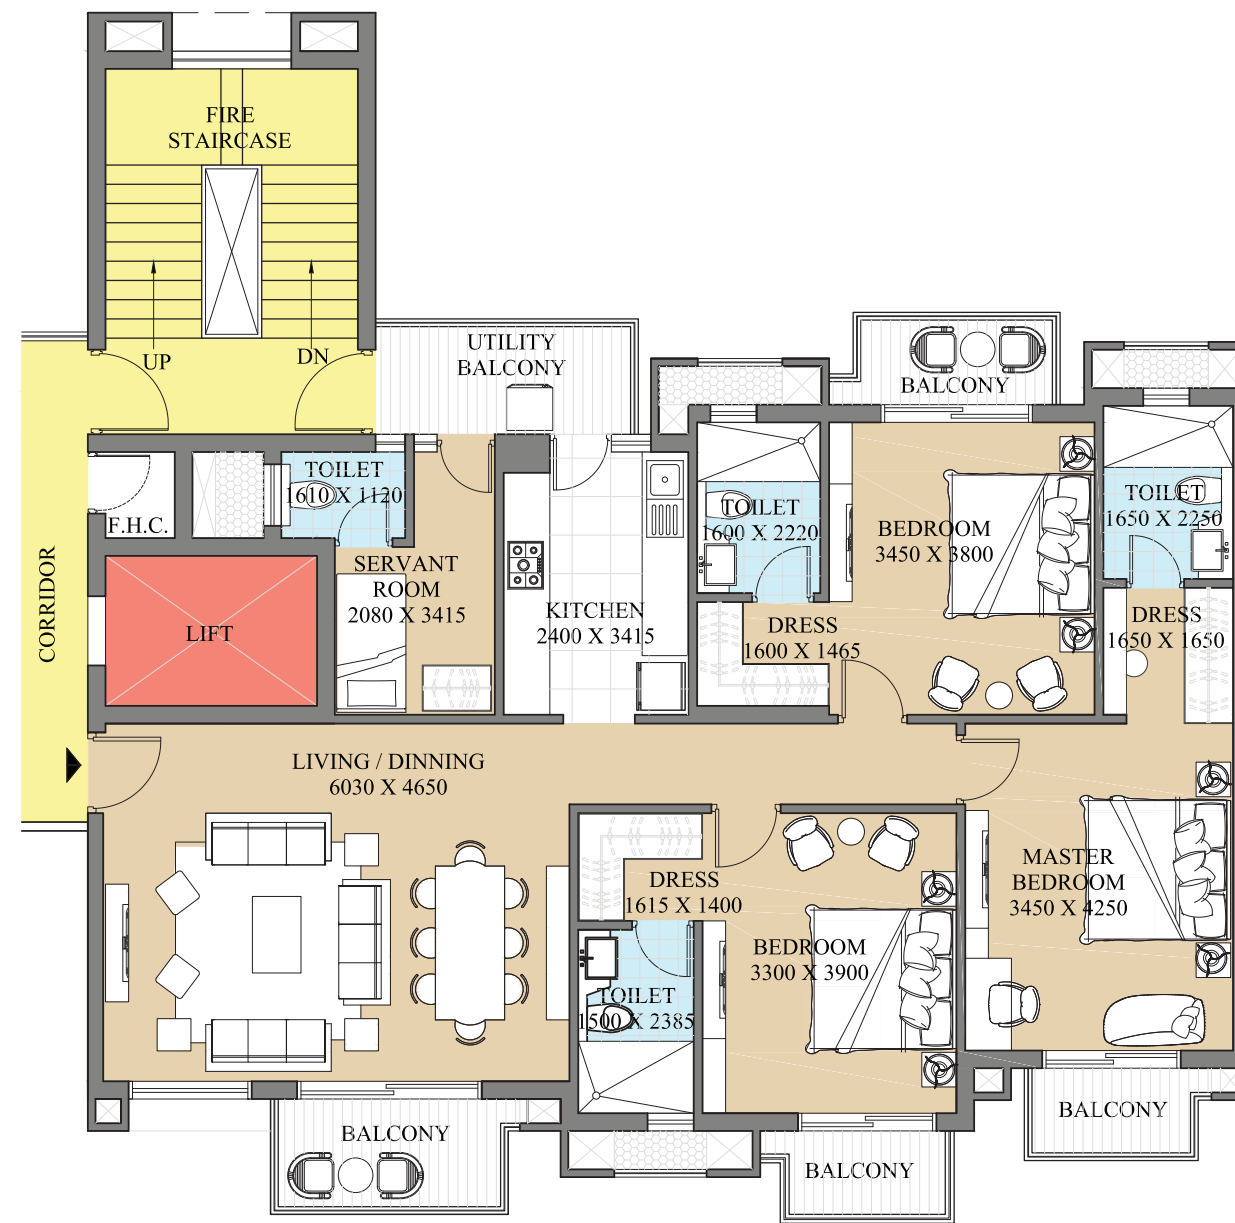 FIRE
STAIRCASE
UP
DN
UTILITY
BALCONY
BALCONY
TOILET
1610 X 1120
F.H.C.
TOILET
1600 X 2220
BEDROOM
3450 X 3800
TOILET
1650 X 2250
CORRIDOR
LIFT
SERVANT
ROOM
2080 X 3415
KITCHEN
2400 X 3415
DRESS
1600 X 1465
DRESS
1650 X 1650
LIVING / DINNING
6030 X 4650
DRESS
1615 X 1400
MASTER
BEDROOM
3450 X 4250
BEDROOM
3300 X 3900
TOILET
1500 X 2385
BALCONY
BALCONY
BALCONY